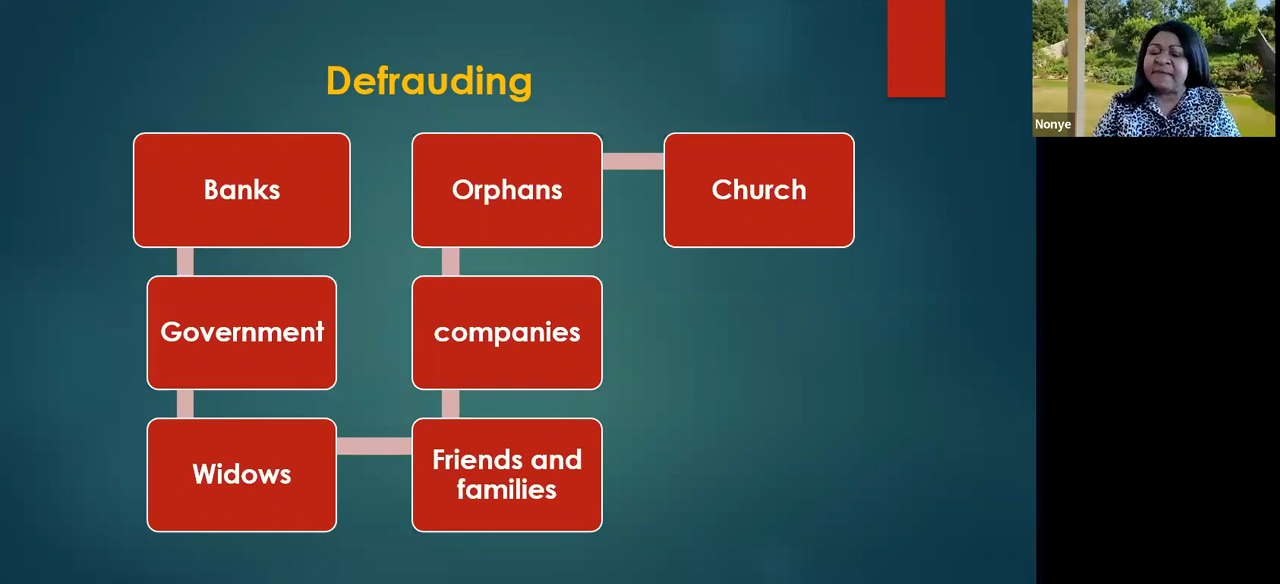 Defrauding
Banks
Government
Widows
Friends and
families
companies
Orphans
Church
Nonye